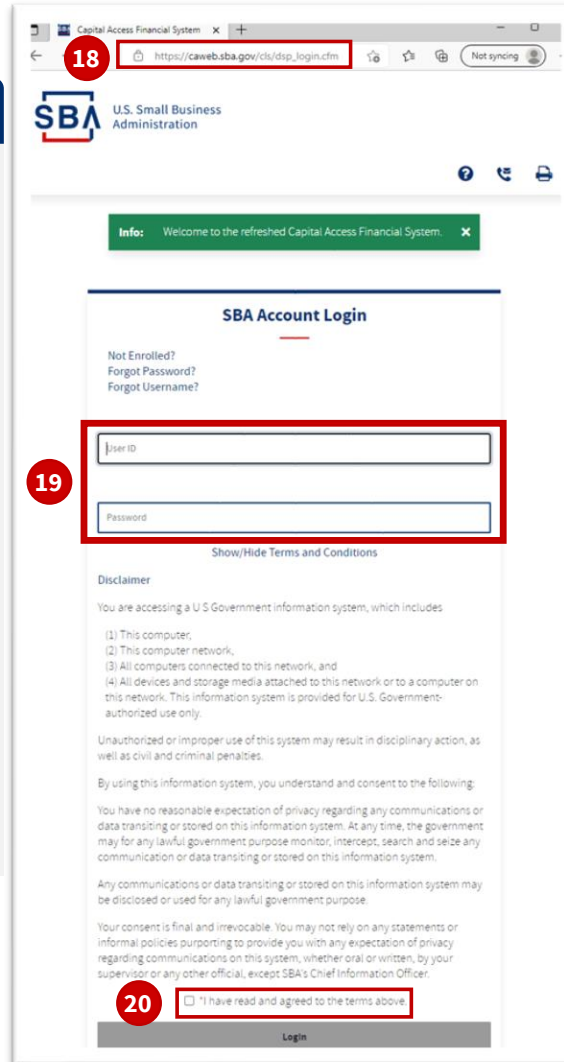 Capital Access Financial System
18
https://caweb.sba.gov/cls/dsp_login.cfm
Not syncing
SBA
U.S. Small Business
Administration
Info: Welcome to the refreshed Capital Access Financial System.
SBA Account Login
Not Enrolled?
Forgot Password?
Forgot Username?
19
User ID
Password
Show/Hide Terms and Conditions
Disclaimer
You are accessing a U S Government information system, which includes
(1) This computer,
(2) This computer network,
(3) All computers connected to this network, and
(4) All devices and storage media attached to this network or to a computer on
this network. This information system is provided for U.S. Government-
authorized use only.
Unauthorized or improper use of this system may result in disciplinary action, as
well as civil and criminal penalties.
By using this information system, you understand and consent to the following:
You have no reasonable expectation of privacy regarding any communications or
data transiting or stored on this information system. At any time, the government
may for any lawful government purpose monitor, intercept, search and seize any
communication or data transiting or stored on this information system.
Any communications or data transiting or stored on this information system may
be disclosed or used for any lawful government purpose.
Your consent is final and irrevocable. You may not rely on any statements or
informal policies purporting to provide you with any expectation of privacy
regarding communications on this system, whether oral or written, by your
supervisor or any other official, except SBA's Chief Information Officer.
20
*I have read and agreed to the terms above.
Login